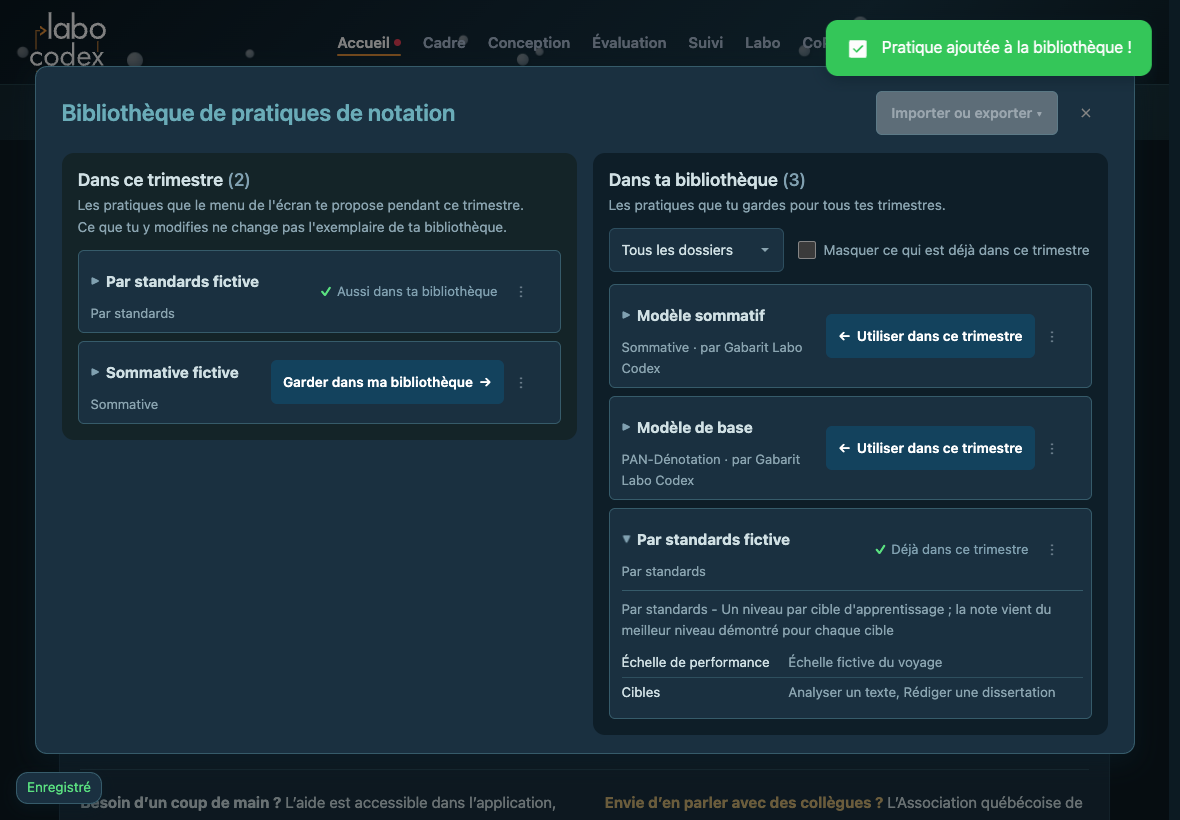 labo
codex
Accueil
Cadre
Conception
Évaluation
Suivi
Labo
Pratique ajoutée à la bibliothèque !
Bibliothèque de pratiques de notation
Importer ou exporter ▾
×
Dans ce trimestre (2)
Les pratiques que le menu de l'écran te propose pendant ce trimestre.
Ce que tu y modifies ne change pas l'exemplaire de ta bibliothèque.
Par standards fictive
Aussi dans ta bibliothèque
Par standards
Sommative fictive
Garder dans ma bibliothèque →
Sommative
Dans ta bibliothèque (3)
Les pratiques que tu gardes pour tous tes trimestres.
Tous les dossiers
Masquer ce qui est déjà dans ce trimestre
Modèle sommatif
Sommative · par Gabarit Labo
Codex
← Utiliser dans ce trimestre
Modèle de base
PAN-Dénotation · par Gabarit
Labo Codex
← Utiliser dans ce trimestre
Par standards fictive
Déjà dans ce trimestre
Par standards
Par standards - Un niveau par cible d'apprentissage ; la note vient du
meilleur niveau démontré pour chaque cible
Échelle de performance
Échelle fictive du voyage
Cibles
Analyser un texte, Rédiger une dissertation
Enregistré
Besoin d’un coup de main ? L’aide est accessible dans l’application,
Envie d’en parler avec des collègues ? L’Association québécoise de